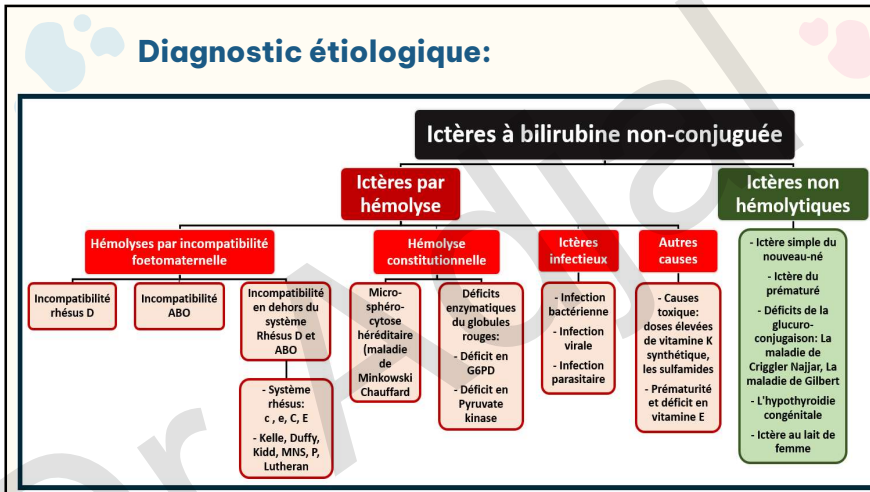 Diagnostic étiologique:
Ictères à bilirubine non-conjuguée
Ictères par
hémolyse
Ictères non
hémolytiques
Hémolyses par incompatibilité
foetomaternelle
Hémolyse
constitutionnelle
Ictères
infectieux
Autres
causes
Incompatibilité
rhésus D
Incompatibilité
ABO
Incompatibilité
en dehors du
système
Rhésus D et
ABO
- Système
rhésus:
c , e, C, E
- Kelle, Duffy,
Kidd, MNS, P,
Lutheran
Micro-
sphéro-
cytose
héréditaire
(maladie
de
Minkowski
Chauffard
Déficits
enzymatiques
du globules
rouges:
- Déficit en
G6PD
- Déficit en
Pyruvate
kinase
- Infection
bactérienne
- Infection
virale
- Infection
parasitaire
- Causes
toxique:
doses élevées
de vitamine K
synthétique,
les sulfamides
- Prématurité
et déficit en
vitamine E
- Ictère simple du
nouveau-né
- Ictère du
prématuré
- Déficits de la
glucuro-
conjugaison: La
maladie de
Criggler Najjar, La
maladie de Gilbert
- L'hypothyroidie
congénitale
- Ictère au lait de
femme
r Adjal